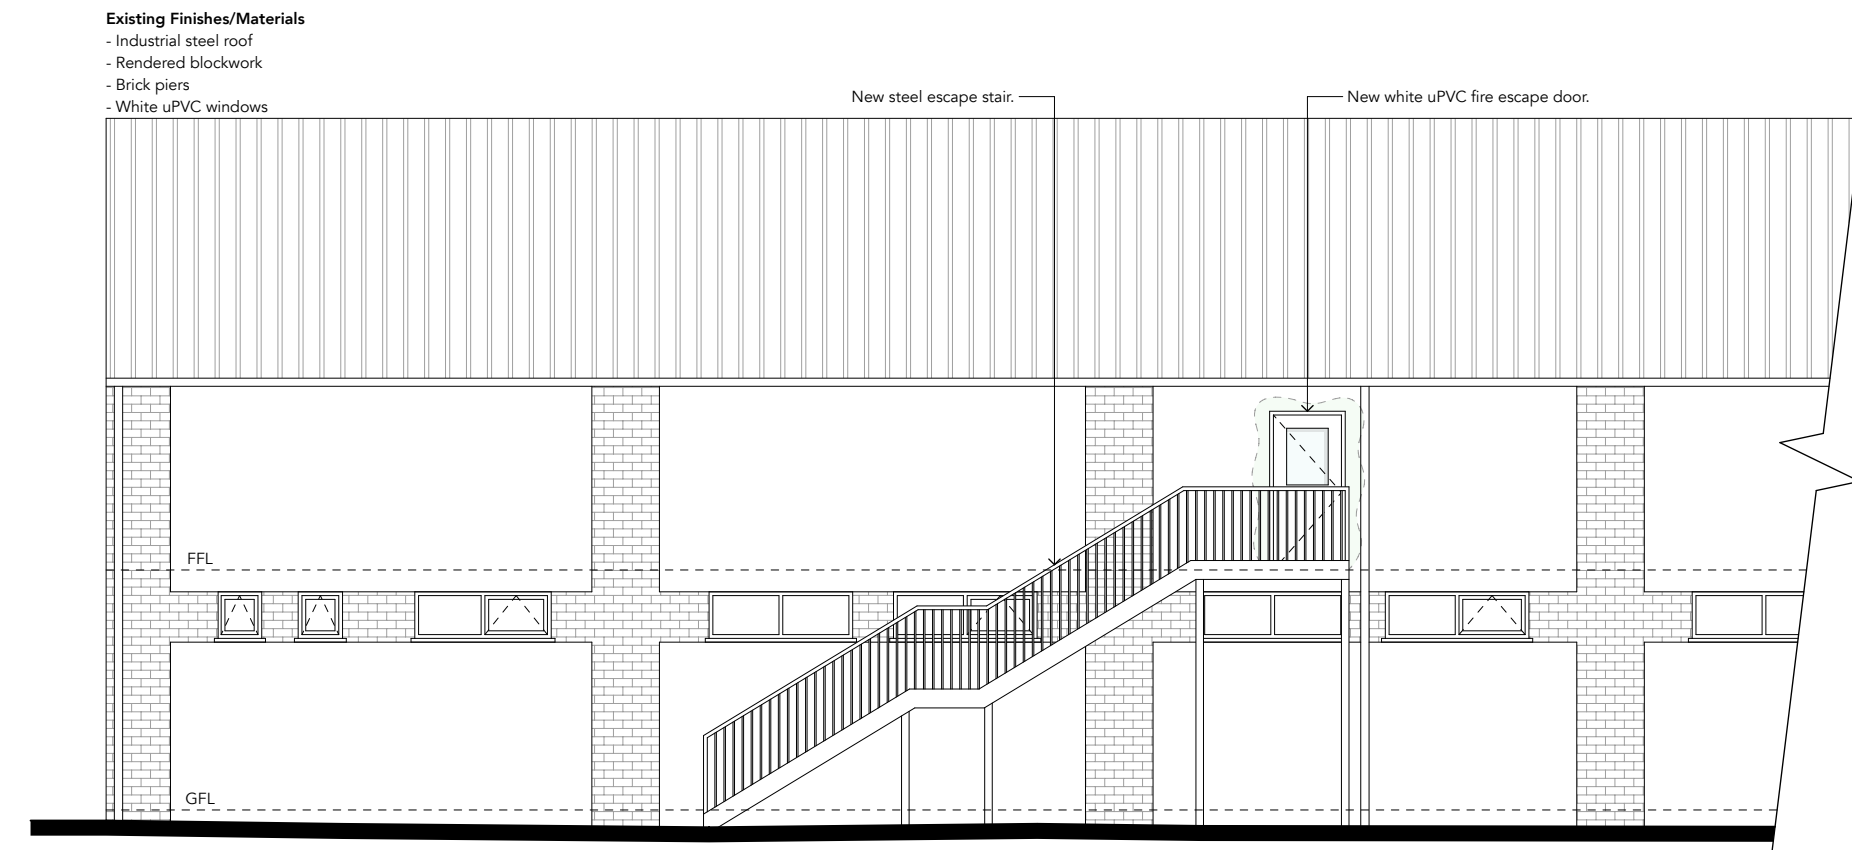 Existing Finishes/Materials
- Industrial steel roof
- Rendered blockwork
- Brick piers
- White uPVC windows
New steel escape stair.
New white uPVC fire escape door.
FFL
GFL